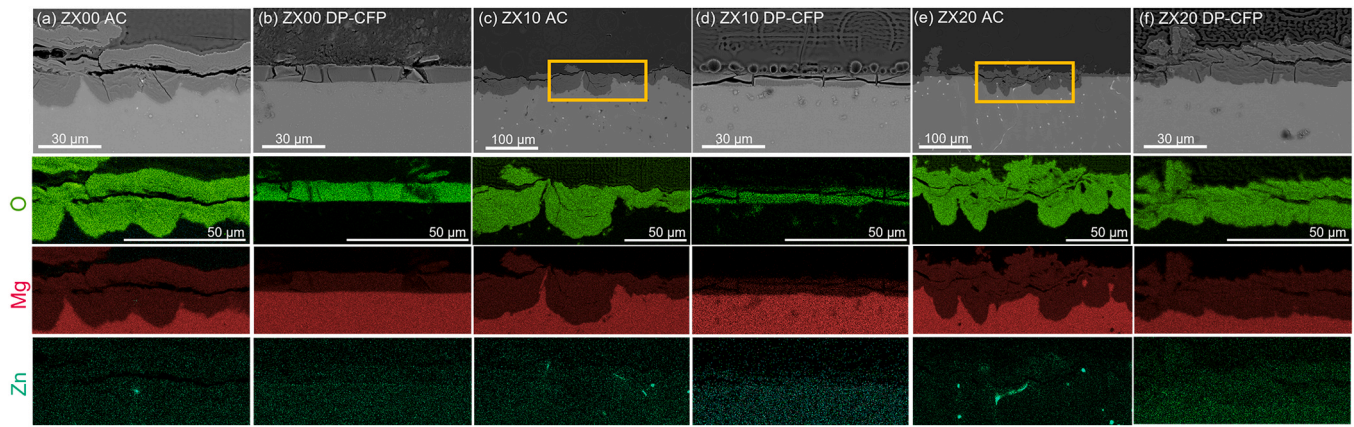 (a) ZX00 AC
(b) ZX00 DP-CFP
(c) ZX10 AC
(d) ZX10 DP-CFP
(e) ZX20 AC
(f) ZX20 DP-CFP
30 µm
30 µm
100 µm
30 µm
100 µm
30 µm
O
50 µm
50 µm
50 µm
50 µm
50 µm
50 µm
Mg
Zn